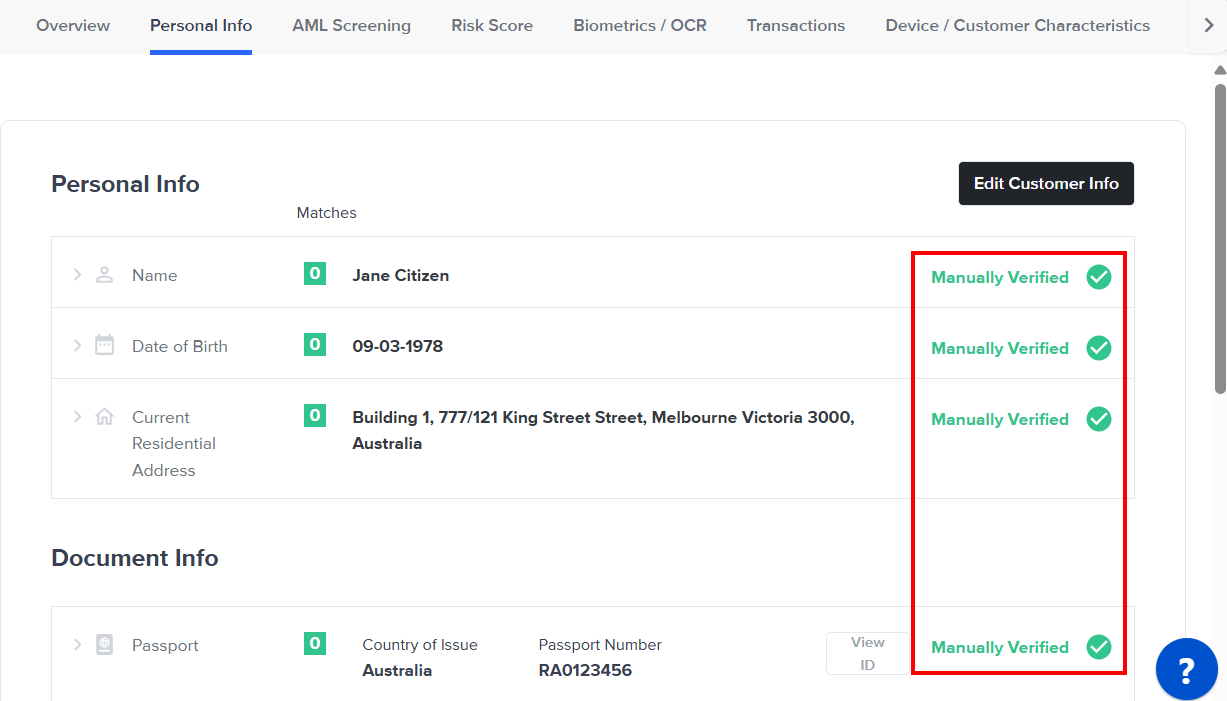 Overview Personal Info AML Screening Risk Score Biometrics / OCR Transactions Device / Customer Characteristics
Personal Info
Edit Customer Info
Matches
Name 0 Jane Citizen Manually Verified
Date of Birth 0 09-03-1978 Manually Verified
Current 0 Building 1, 777/121 King Street Street, Melbourne Victoria 3000, Manually Verified
Residential Australia
Address
Document Info
Passport 0 Country of Issue Passport Number View Manually Verified
Australia RA0123456 ID
?